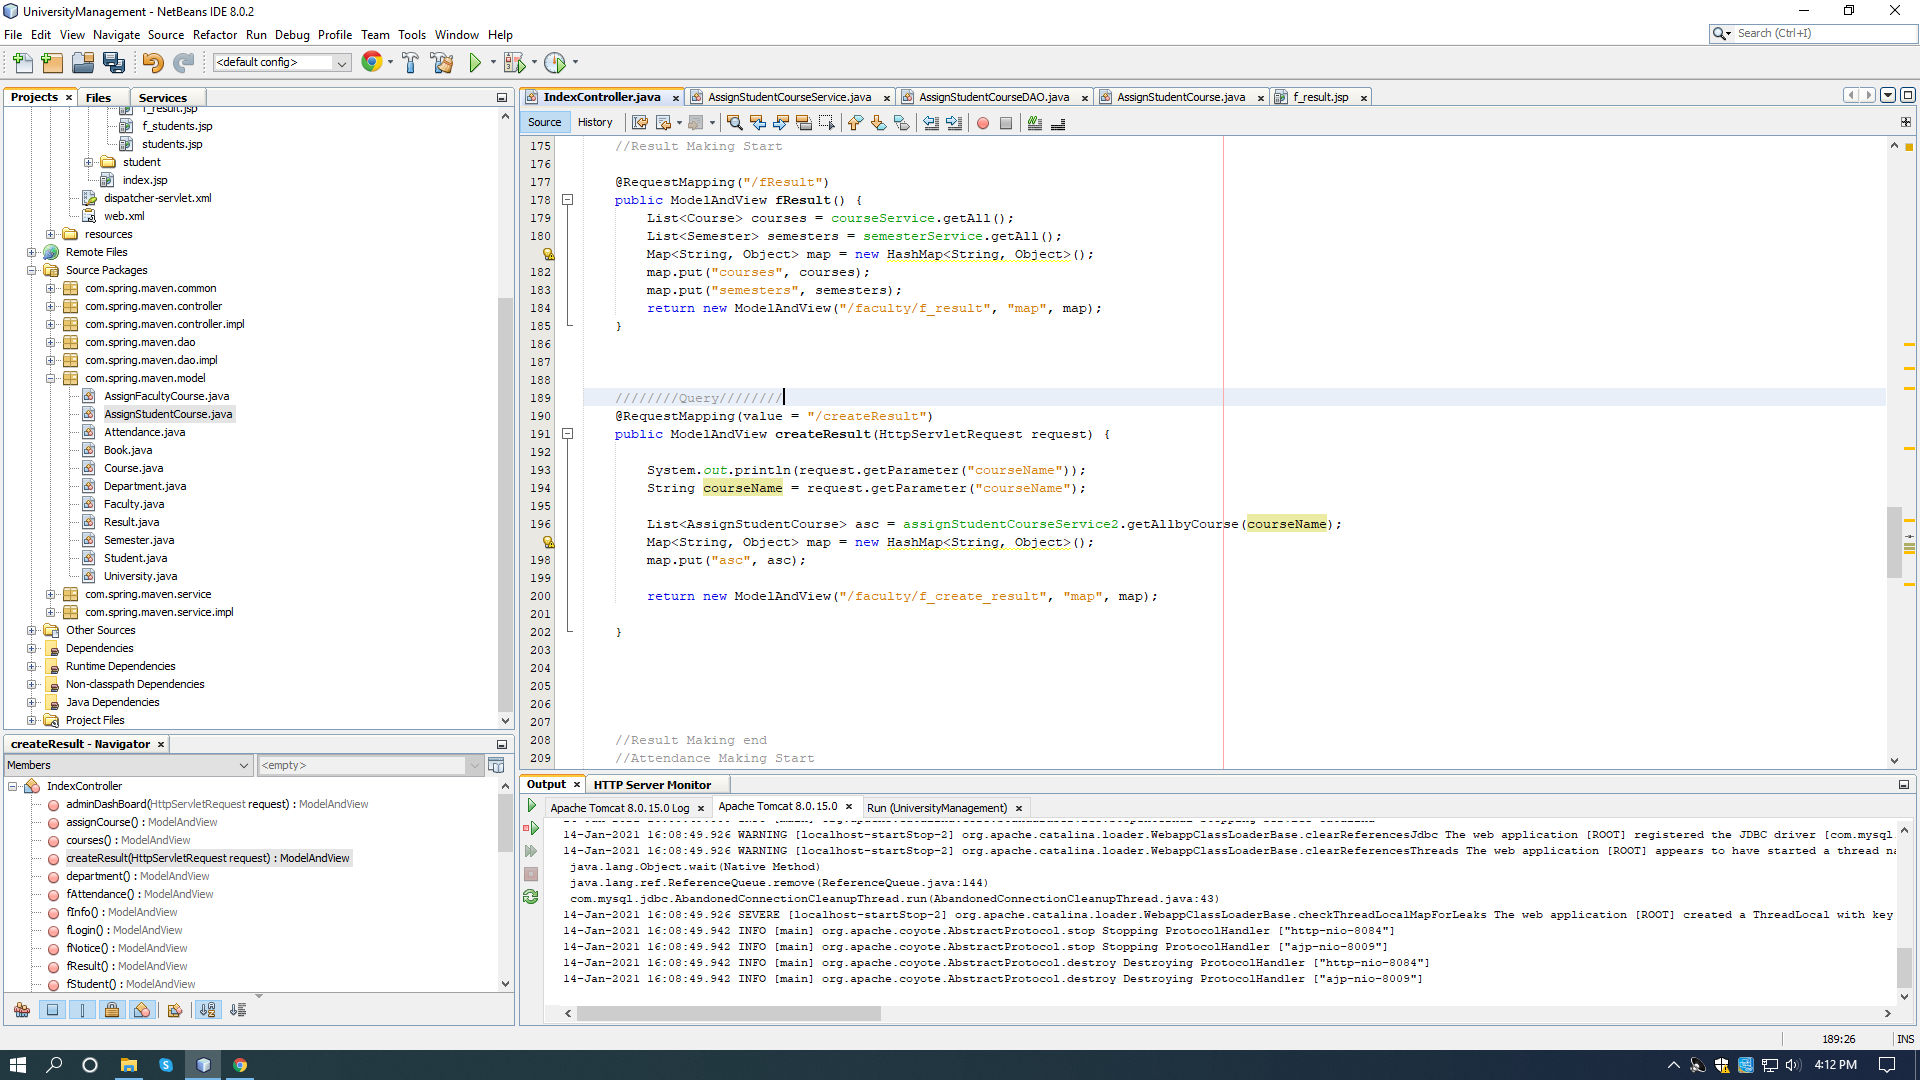 UniversityManagement - NetBeans IDE 8.0.2
File Edit View Navigate Source Refactor Run Debug Profile Team Tools Window Help
Search (Ctrl+I)
<default config>
Projects Files Services
f_result.jsp
f_students.jsp
students.jsp
student
index.jsp
dispatcher-servlet.xml
web.xml
resources
Remote Files
Source Packages
com.spring.maven.common
com.spring.maven.controller
com.spring.maven.controller.impl
com.spring.maven.dao
com.spring.maven.dao.impl
com.spring.maven.model
AssignFacultyCourse.java
AssignStudentCourse.java
Attendance.java
Book.java
Course.java
Department.java
Faculty.java
Result.java
Semester.java
Student.java
University.java
com.spring.maven.service
com.spring.maven.service.impl
Other Sources
Dependencies
Runtime Dependencies
Non-classpath Dependencies
Java Dependencies
Project Files
createResult - Navigator
Members <empty>
IndexController
adminDashBoard(HttpServletRequest request) : ModelAndView
assignCourse() : ModelAndView
courses() : ModelAndView
createResult(HttpServletRequest request) : ModelAndView
department() : ModelAndView
fAttendance() : ModelAndView
fInfo() : ModelAndView
fLogin() : ModelAndView
fNotice() : ModelAndView
fResult() : ModelAndView
fStudent() : ModelAndView
IndexController.java AssignStudentCourseService.java AssignStudentCourseDAO.java AssignStudentCourse.java f_result.jsp
Source History
175 //Result Making Start
176
177 @RequestMapping("/fResult")
178 public ModelAndView fResult() {
179 List<Course> courses = courseService.getAll();
180 List<Semester> semesters = semesterService.getAll();
Map<String, Object> map = new HashMap<String, Object>();
182 map.put("courses", courses);
183 map.put("semesters", semesters);
184 return new ModelAndView("/faculty/f_result", "map", map);
185 }
186
187
188
189 ////////Query////////
190 @RequestMapping(value = "/createResult")
191 public ModelAndView createResult(HttpServletRequest request) {
192
193 System.out.println(request.getParameter("courseName"));
194 String courseName = request.getParameter("courseName");
195
196 List<AssignStudentCourse> asc = assignStudentCourseService2.getAllbyCourse(courseName);
Map<String, Object> map = new HashMap<String, Object>();
198 map.put("asc", asc);
199
200 return new ModelAndView("/faculty/f_create_result", "map", map);
201
202 }
203
204
205
206
207
208 //Result Making end
209 //Attendance Making Start
Output HTTP Server Monitor
Apache Tomcat 8.0.15.0 Log Apache Tomcat 8.0.15.0 Run (UniversityManagement)
14-Jan-2021 16:08:49.926 WARNING [localhost-startStop-2] org.apache.catalina.loader.WebappClassLoaderBase.clearReferencesJdbc The web application [ROOT] registered the JDBC driver [com.mysql
14-Jan-2021 16:08:49.926 WARNING [localhost-startStop-2] org.apache.catalina.loader.WebappClassLoaderBase.clearReferencesThreads The web application [ROOT] appears to have started a thread na
java.lang.Object.wait(Native Method)
java.lang.ref.ReferenceQueue.remove(ReferenceQueue.java:144)
com.mysql.jdbc.AbandonedConnectionCleanupThread.run(AbandonedConnectionCleanupThread.java:43)
14-Jan-2021 16:08:49.926 SEVERE [localhost-startStop-2] org.apache.catalina.loader.WebappClassLoaderBase.checkThreadLocalMapForLeaks The web application [ROOT] created a ThreadLocal with key
14-Jan-2021 16:08:49.942 INFO [main] org.apache.coyote.AbstractProtocol.stop Stopping ProtocolHandler ["http-nio-8084"]
14-Jan-2021 16:08:49.942 INFO [main] org.apache.coyote.AbstractProtocol.stop Stopping ProtocolHandler ["ajp-nio-8009"]
14-Jan-2021 16:08:49.942 INFO [main] org.apache.coyote.AbstractProtocol.destroy Destroying ProtocolHandler ["http-nio-8084"]
14-Jan-2021 16:08:49.942 INFO [main] org.apache.coyote.AbstractProtocol.destroy Destroying ProtocolHandler ["ajp-nio-8009"]
189:26 INS
4:12 PM